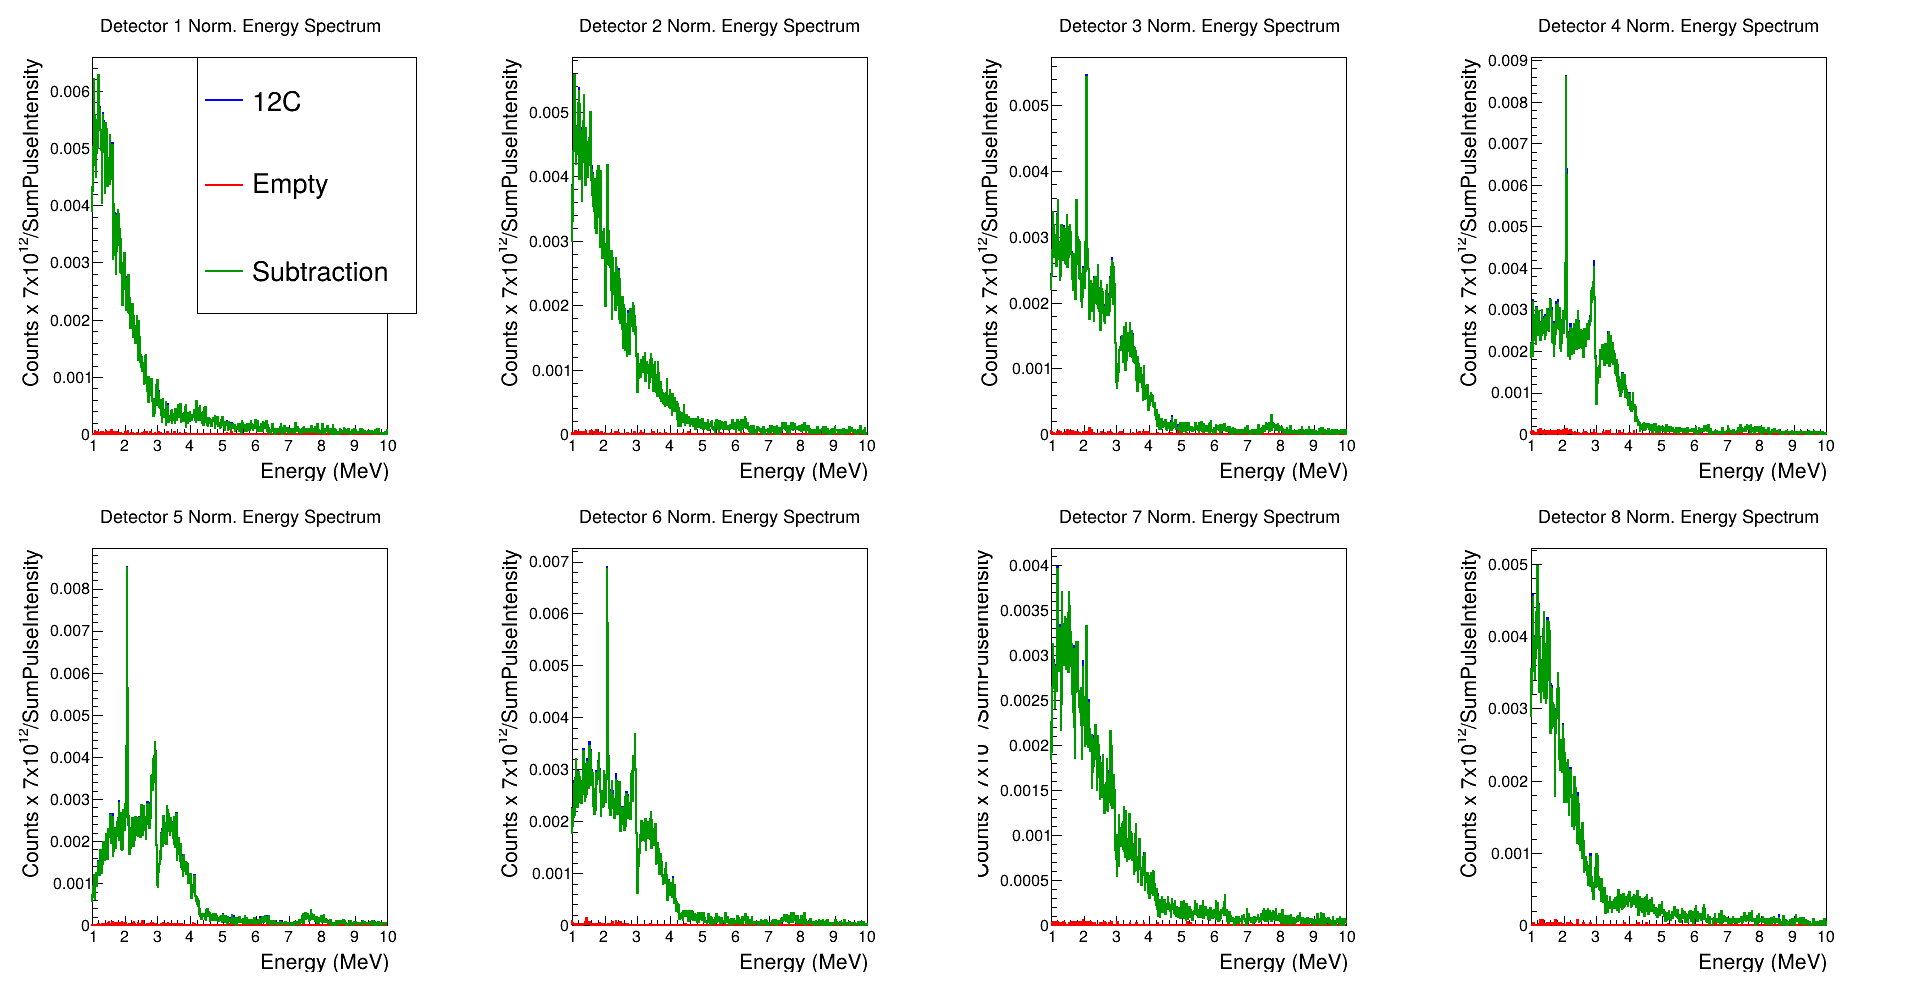 Detector 1 Norm. Energy Spectrum
Counts x 7x10^12/SumPulseIntensity
0.006
0.005
0.004
0.003
0.002
0.001
0
1 2 3 4 5 6 7 8 9 10
Energy (MeV)
12C
Empty
Subtraction
Detector 2 Norm. Energy Spectrum
Counts x 7x10^12/SumPulseIntensity
0.005
0.004
0.003
0.002
0.001
0
1 2 3 4 5 6 7 8 9 10
Energy (MeV)
Detector 3 Norm. Energy Spectrum
Counts x 7x10^12/SumPulseIntensity
0.005
0.004
0.003
0.002
0.001
0
1 2 3 4 5 6 7 8 9 10
Energy (MeV)
Detector 4 Norm. Energy Spectrum
Counts x 7x10^12/SumPulseIntensity
0.009
0.008
0.007
0.006
0.005
0.004
0.003
0.002
0.001
0
1 2 3 4 5 6 7 8 9 10
Energy (MeV)
Detector 5 Norm. Energy Spectrum
Counts x 7x10^12/SumPulseIntensity
0.008
0.007
0.006
0.005
0.004
0.003
0.002
0.001
0
1 2 3 4 5 6 7 8 9 10
Energy (MeV)
Detector 6 Norm. Energy Spectrum
Counts x 7x10^12/SumPulseIntensity
0.007
0.006
0.005
0.004
0.003
0.002
0.001
0
1 2 3 4 5 6 7 8 9 10
Energy (MeV)
Detector 7 Norm. Energy Spectrum
Counts x 7x10 /SumPulseIntensity
0.004
0.0035
0.003
0.0025
0.002
0.0015
0.001
0.0005
0
1 2 3 4 5 6 7 8 9 10
Energy (MeV)
Detector 8 Norm. Energy Spectrum
Counts x 7x10^12/SumPulseIntensity
0.005
0.004
0.003
0.002
0.001
0
1 2 3 4 5 6 7 8 9 10
Energy (MeV)